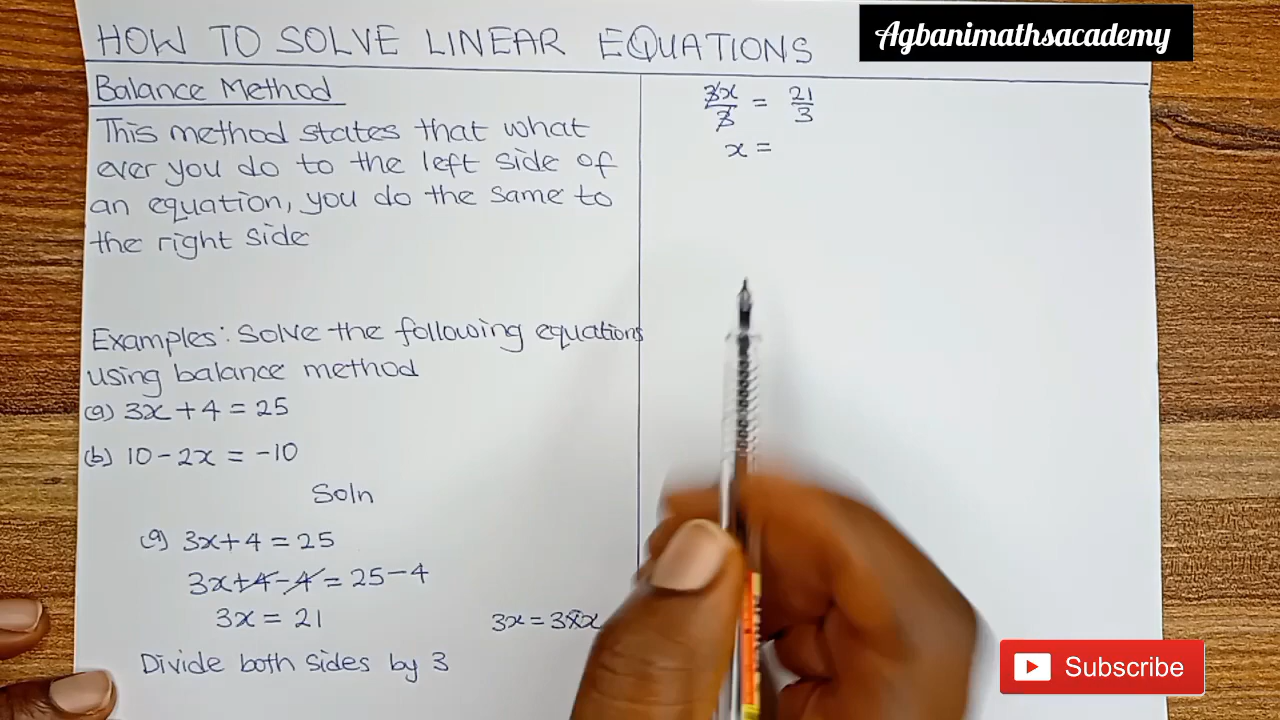 HOW TO SOLVE LINEAR EQUATIONS
Agbanimathsacademy
Balance Method
This method states that what
ever you do to the left side of
an equation, you do the same to
the right side
Examples: Solve the following equations
using balance method
(a) 3x + 4 = 25
(b) 10 - 2x = -10
Soln
(a) 3x + 4 = 25
3x + 4 - 4 = 25 - 4
3x = 21
3x = 3xx
Divide both sides by 3
3x/3 = 21/3
x =
Subscribe